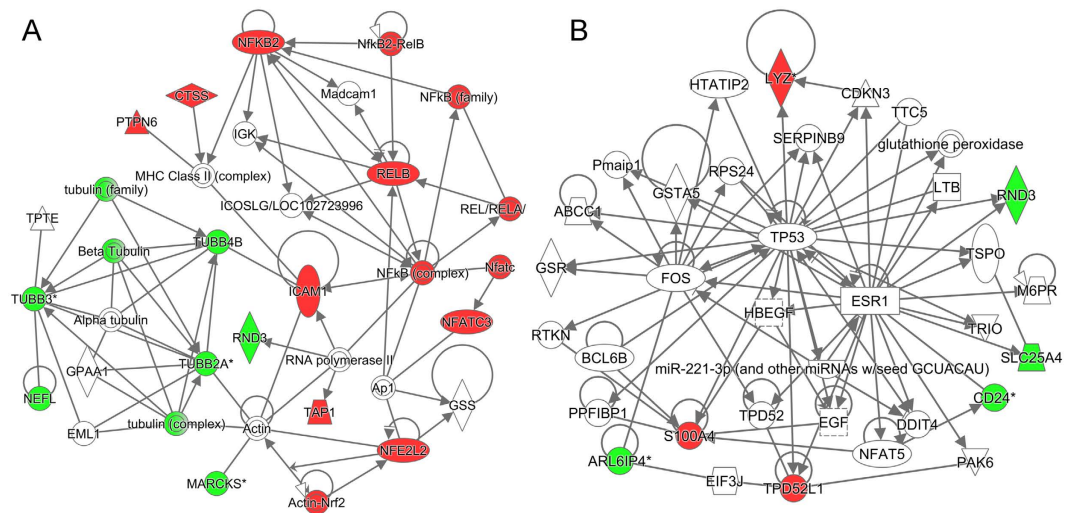 A
NFKB2
NfkB2-RelB
CTSS
Madcam1
NFkB (family)
PTPN6
IGK
MHC Class II (complex)
RELB
tubulin (family)
ICOSLG/LOC102723996
REL/RELA/
TPTE
Beta Tubulin
TUBB4B
NFkB (complex)
Nfatc
TUBB3*
ICAM1
Alpha tubulin
RND3
NFATC3
RNA polymerase II
GPAA1
TUBB2A*
NEFL
Ap1
GSS
TAP1
EML1
tubulin (complex)
Actin
NFE2L2
MARCKS*
Actin-Nrf2
B
LYZ*
HTATIP2
CDKN3
TTC5
SERPINB9
glutathione peroxidase
Pmaip1
RPS24
GSTA5
LTB
RND3
ABCC1
TP53
TSPO
GSR
FOS
ESR1
M6PR
HBEGF
RTKN
TRIO
BCL6B
SLC25A4
miR-221-3p (and other miRNAs w/seed GCUACAU)
CD24*
PPFIBP1
TPD52
EGF
DDIT4
S100A4
NFAT5
ARL6IP4*
PAK6
EIF3J
TPD52L1